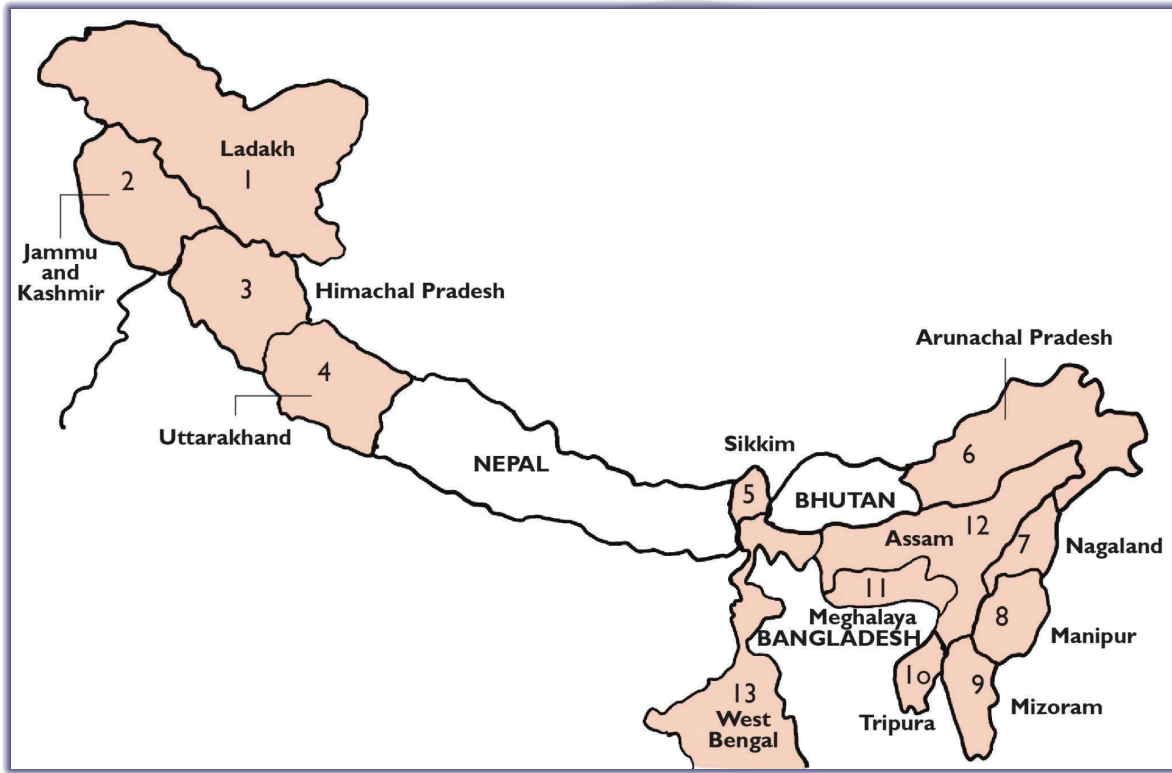 Ladakh
1
2
Jammu
and
Kashmir
3
Himachal Pradesh
4
Uttarakhand
NEPAL
Arunachal Pradesh
Sikkim
5
BHUTAN
6
12
Assam
7
Nagaland
11
Meghalaya
BANGLADESH
8
Manipur
10
Tripura
9
Mizoram
13
West
Bengal